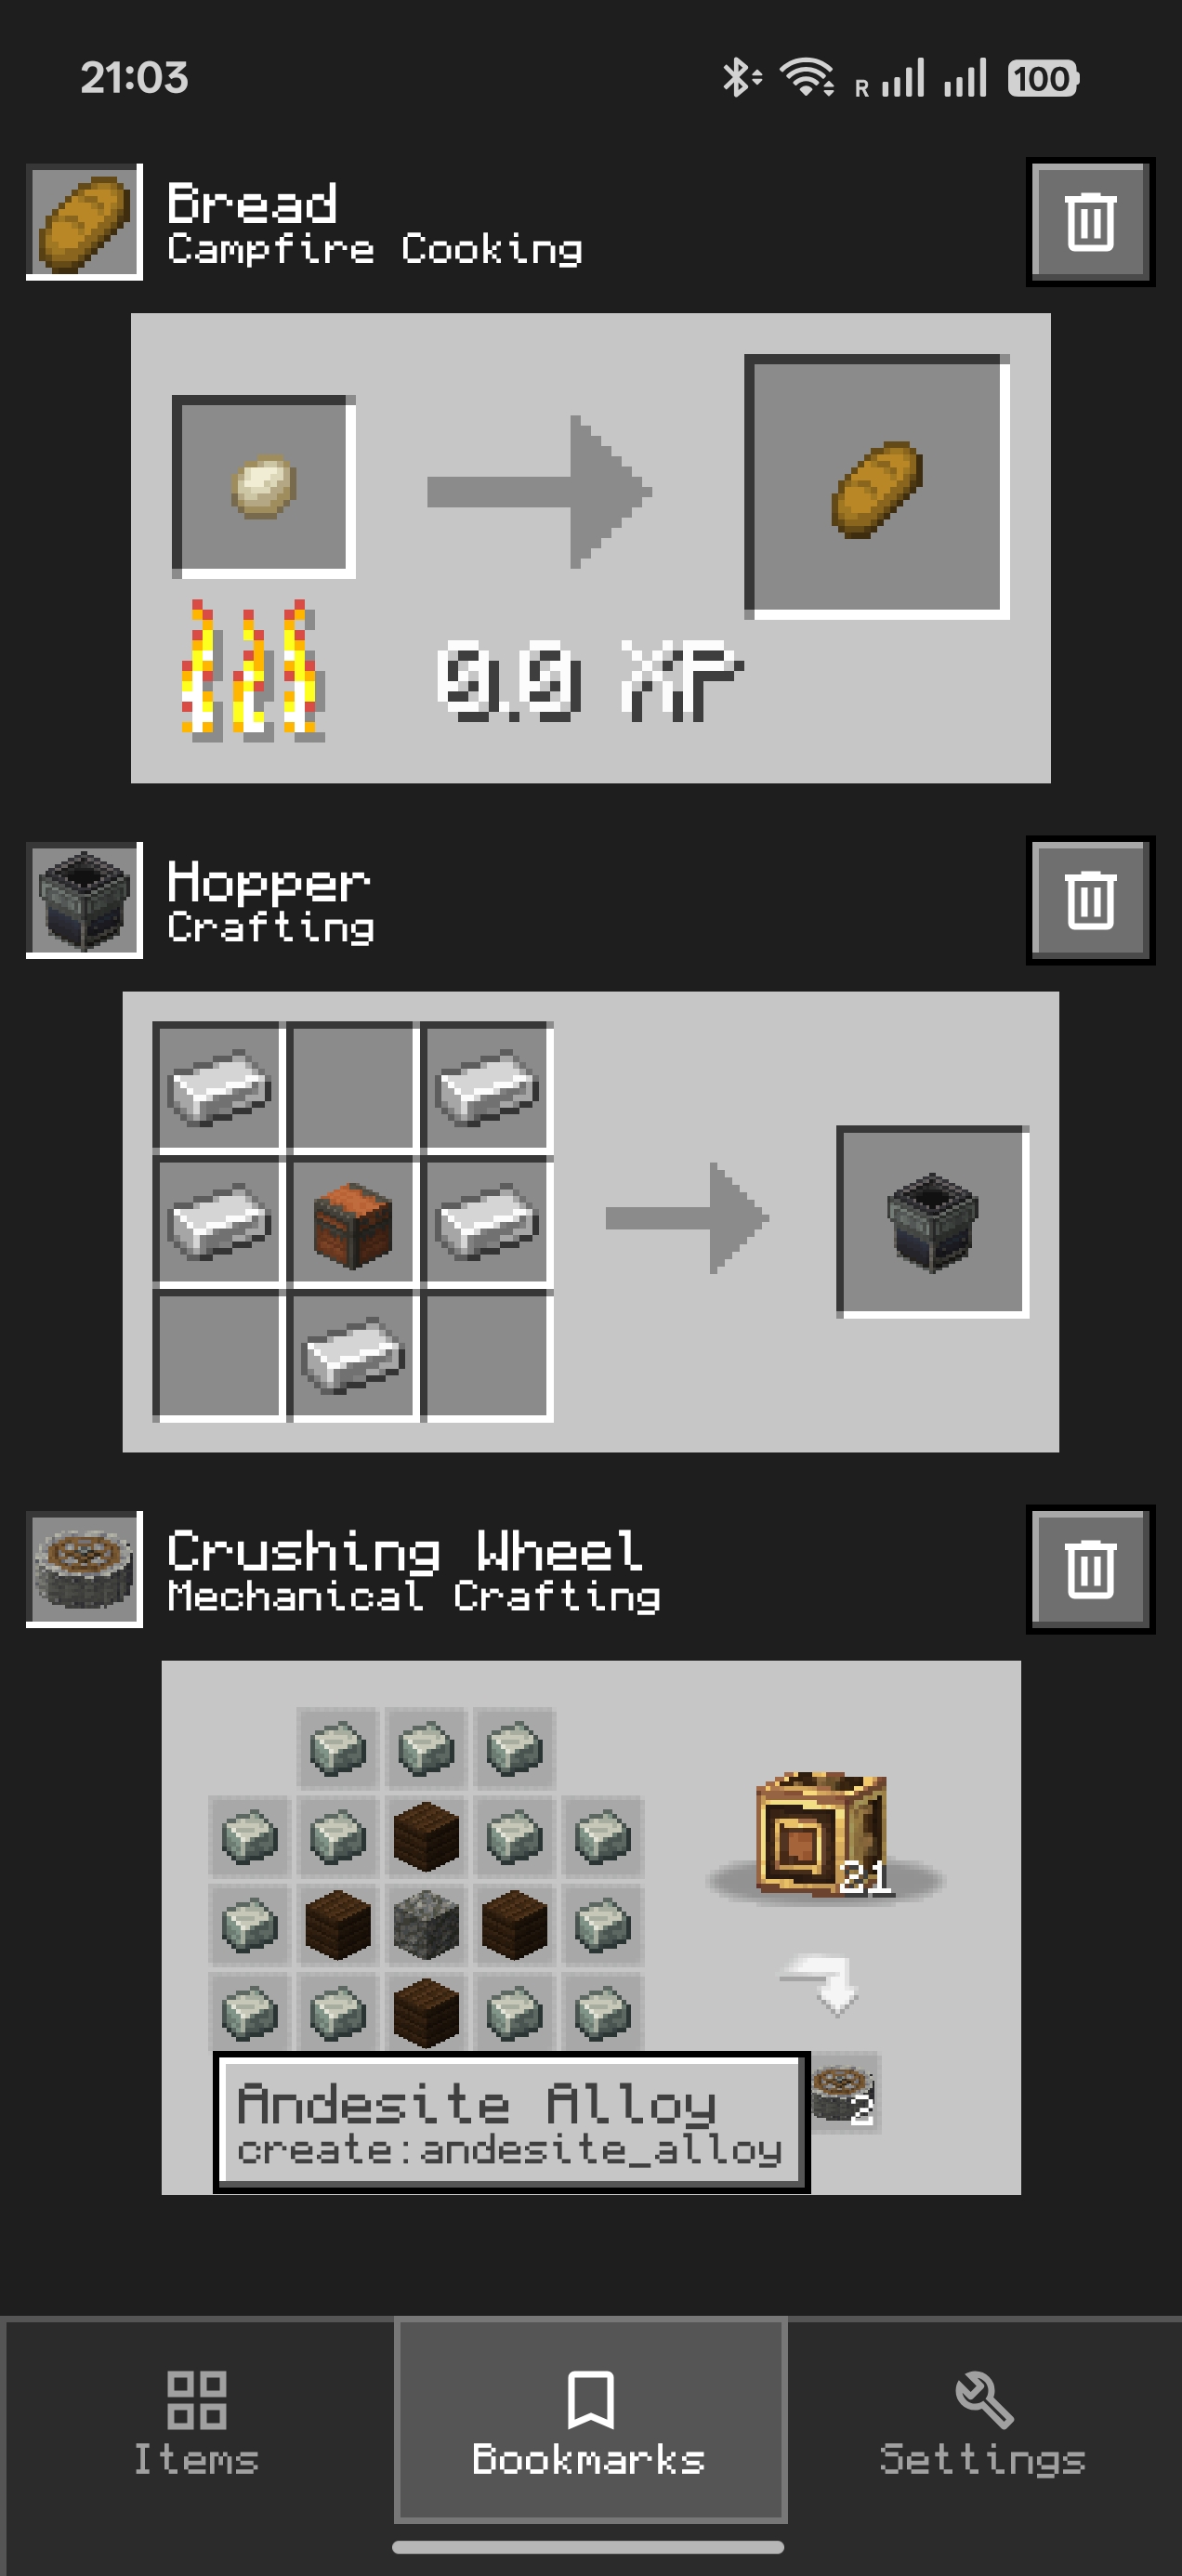 21:03
R
100
Bread
Campfire Cooking
0.0 XP
Hopper
Crafting
Crushing Wheel
Mechanical Crafting
21
2
Andesite Alloy
create:andesite_alloy
Items
Bookmarks
Settings